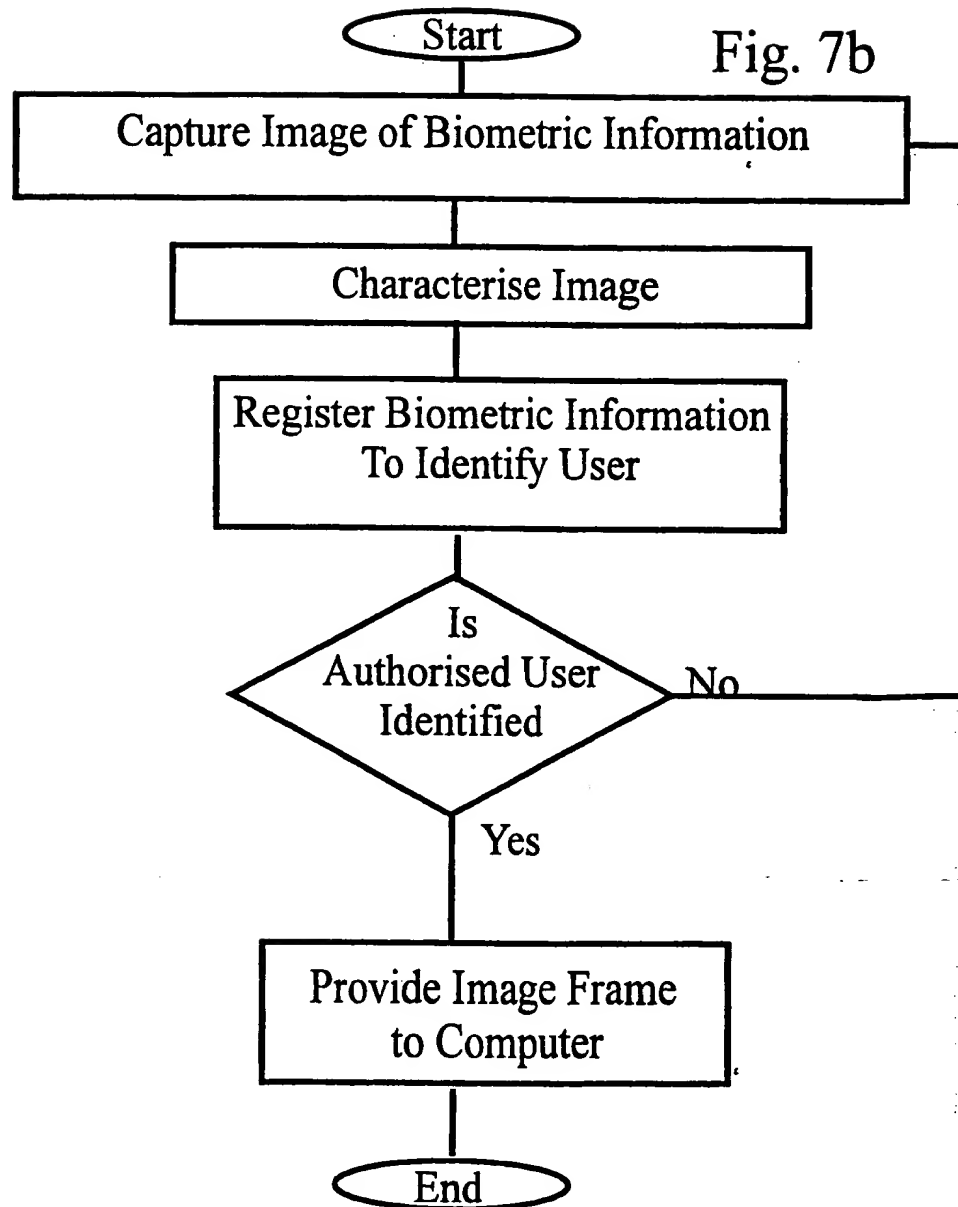 Start
Fig. 7b
Capture Image of Biometric Information
Characterise Image
Register Biometric Information
To Identify User
Is
Authorised User
Identified
No
Yes
Provide Image Frame
to Computer
End